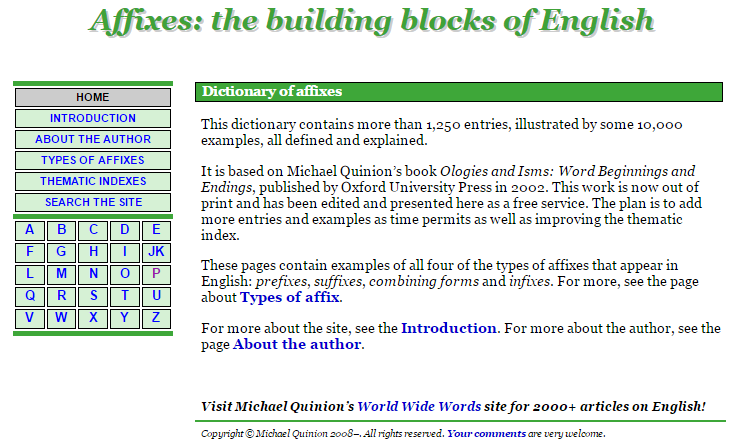 Affixes: the building blocks of English
HOME
INTRODUCTION
ABOUT THE AUTHOR
TYPES OF AFFIXES
THEMATIC INDEXES
SEARCH THE SITE
A B C D E
F G H I JK
L M N O P
Q R S T U
V W X Y Z
Dictionary of affixes
This dictionary contains more than 1,250 entries, illustrated by some 10,000
examples, all defined and explained.
It is based on Michael Quinion's book Ologies and Isms: Word Beginnings and
Endings, published by Oxford University Press in 2002. This work is now out of
print and has been edited and presented here as a free service. The plan is to add
more entries and examples as time permits as well as improving the thematic
index.
These pages contain examples of all four of the types of affixes that appear in
English: prefixes, suffixes, combining forms and infixes. For more, see the page
about Types of affix.
For more about the site, see the Introduction. For more about the author, see the
page About the author.
Visit Michael Quinion's World Wide Words site for 2000+ articles on English!
Copyright © Michael Quinion 2008–. All rights reserved. Your comments are very welcome.